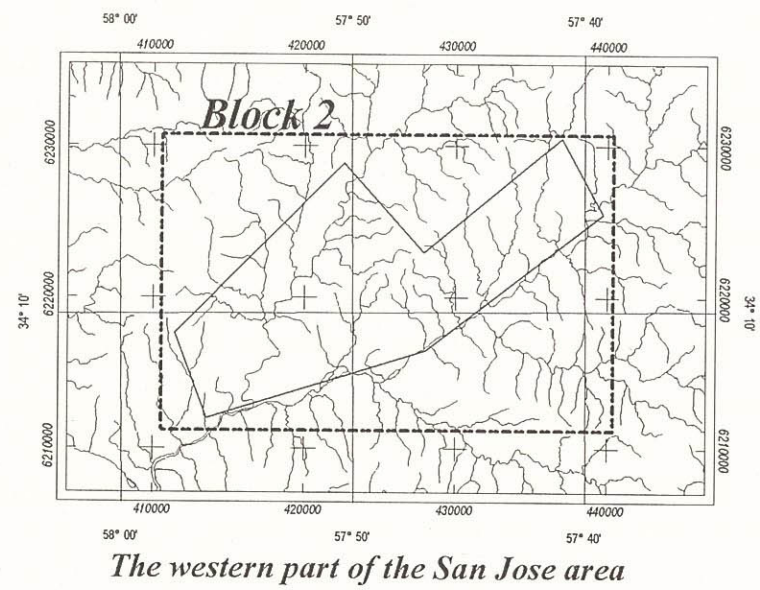 58° 00' 57° 50' 57° 40'
410000 420000 430000 440000
Block 2
6230000 6230000
34° 10' 6220000 6220000 34° 10'
6210000 6210000
410000 420000 430000 440000
58° 00' 57° 50' 57° 40'
The western part of the San Jose area